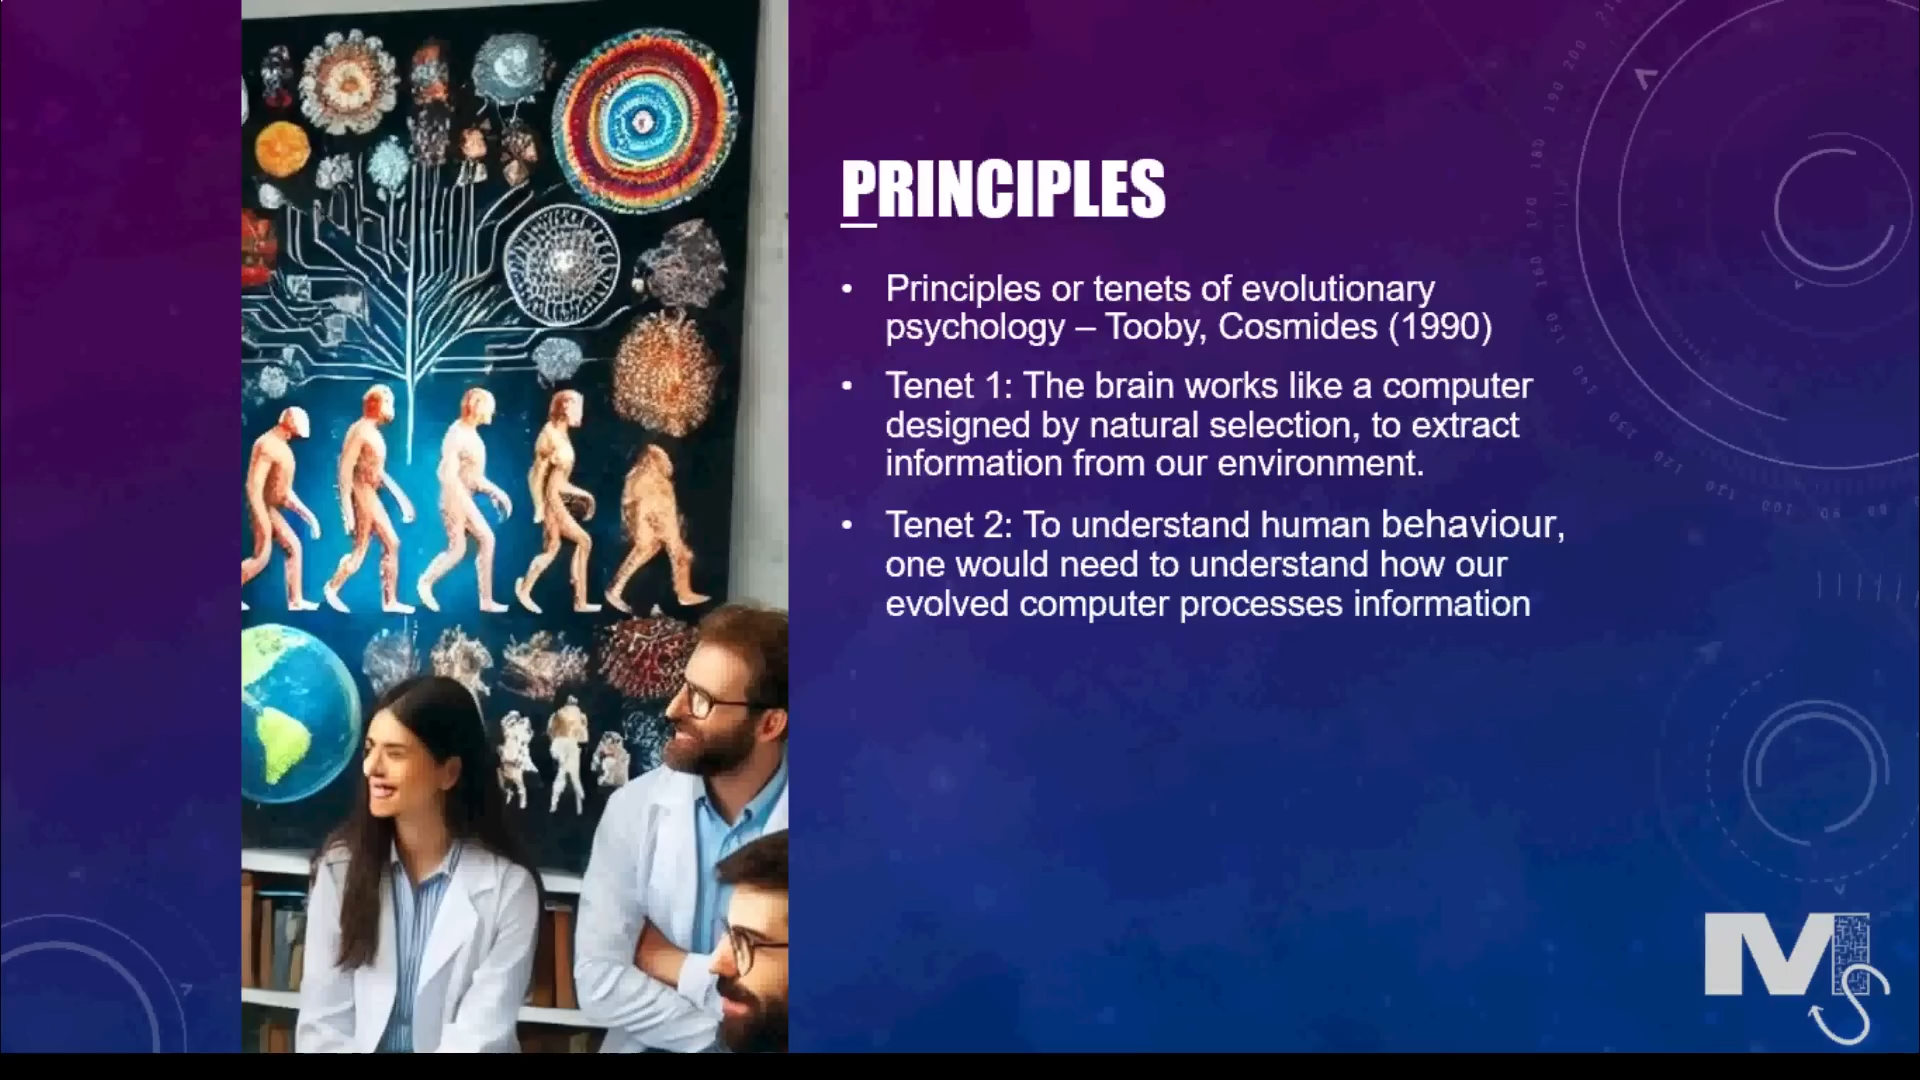 PRINCIPLES
• Principles or tenets of evolutionary
psychology – Tooby, Cosmides (1990)
• Tenet 1: The brain works like a computer
designed by natural selection, to extract
information from our environment.
• Tenet 2: To understand human behaviour,
one would need to understand how our
evolved computer processes information